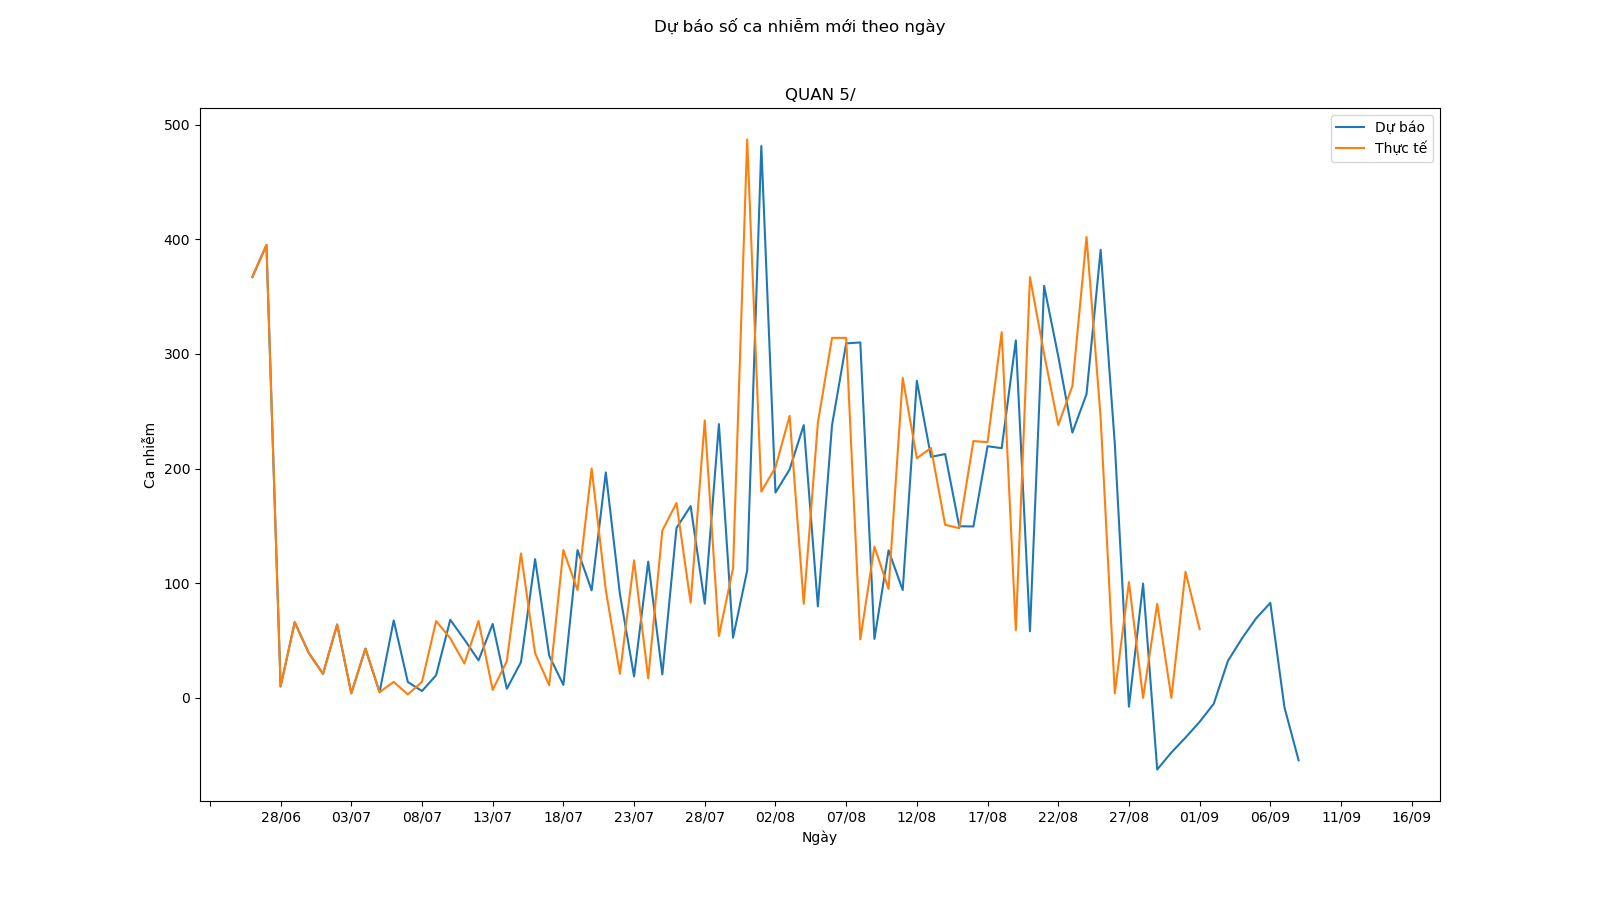 Dự báo số ca nhiễm mới theo ngày
QUAN 5/
Dự báo
Thực tế
500
400
300
200
100
0
Ca nhiễm
28/06 03/07 08/07 13/07 18/07 23/07 28/07 02/08 07/08 12/08 17/08 22/08 27/08 01/09 06/09 11/09 16/09
Ngày